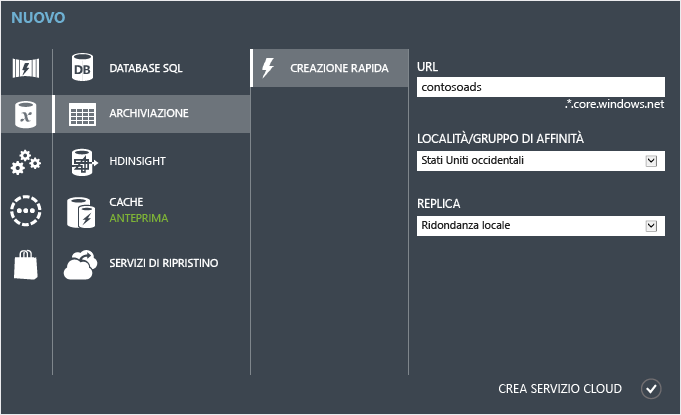 NUOVO
DATABASE SQL
ARCHIVIAZIONE
HDINSIGHT
CACHE
ANTEPRIMA
SERVIZI DI RIPRISTINO
CREAZIONE RAPIDA
URL
contosoads
.*.core.windows.net
LOCALITÀ/GRUPPO DI AFFINITÀ
Stati Uniti occidentali
REPLICA
Ridondanza locale
CREA SERVIZIO CLOUD
x
DB